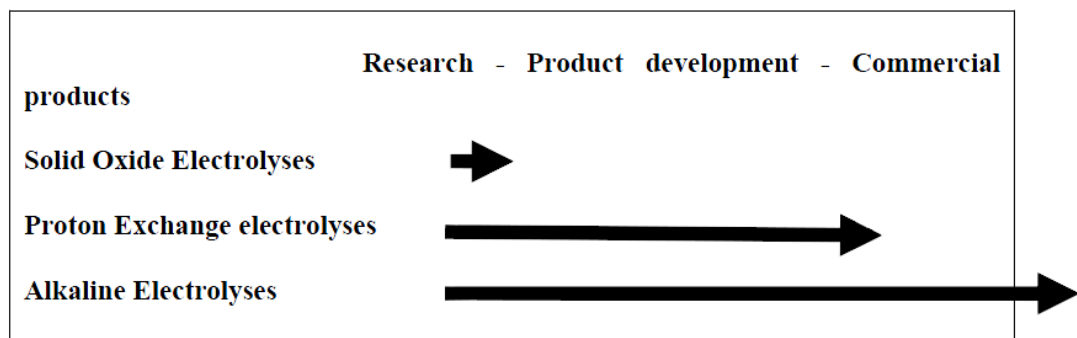 Research - Product development - Commercial
products
Solid Oxide Electrolyses
Proton Exchange electrolyses
Alkaline Electrolyses